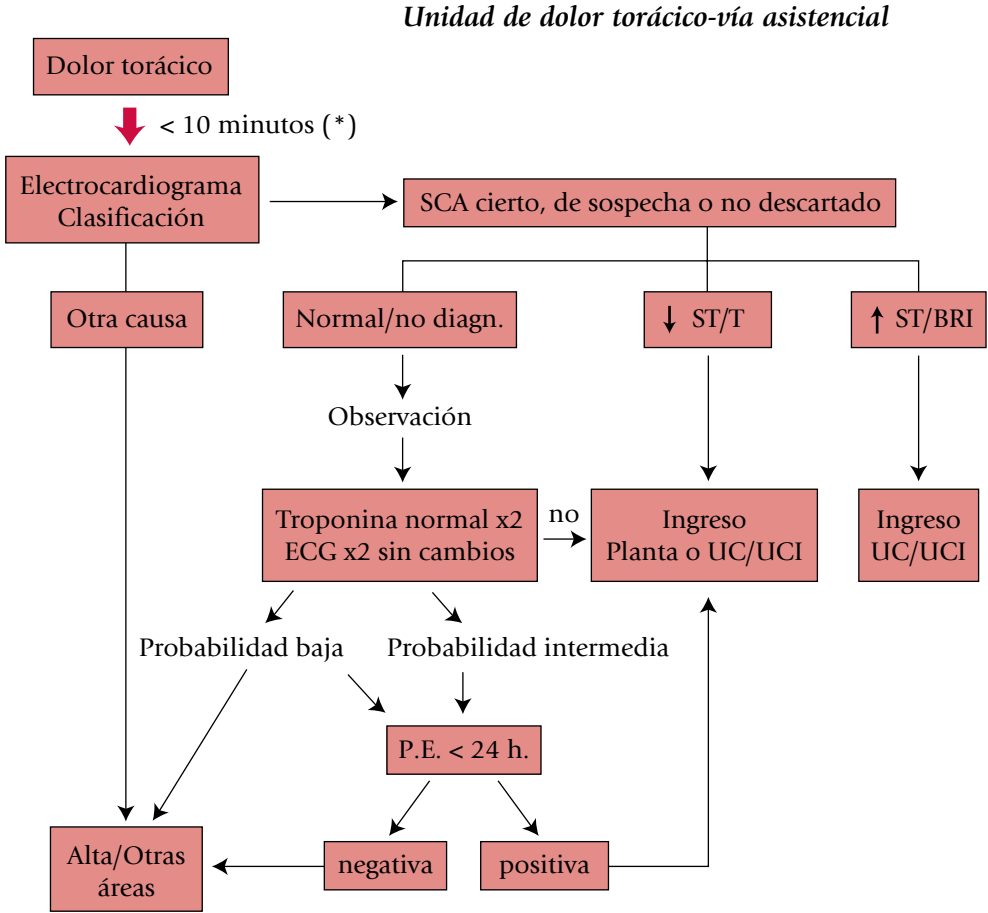 Unidad de dolor torácico-vía asistencial
Dolor torácico
< 10 minutos (*)
Electrocardiograma
Clasificación
SCA cierto, de sospecha o no descartado
Otra causa
Normal/no diagn.
↓ ST/T
↑ ST/BRI
Observación
Troponina normal x2
ECG x2 sin cambios
no
Ingreso
Planta o UC/UCI
Ingreso
UC/UCI
Probabilidad baja
Probabilidad intermedia
P.E. < 24 h.
Alta/Otras
áreas
negativa
positiva